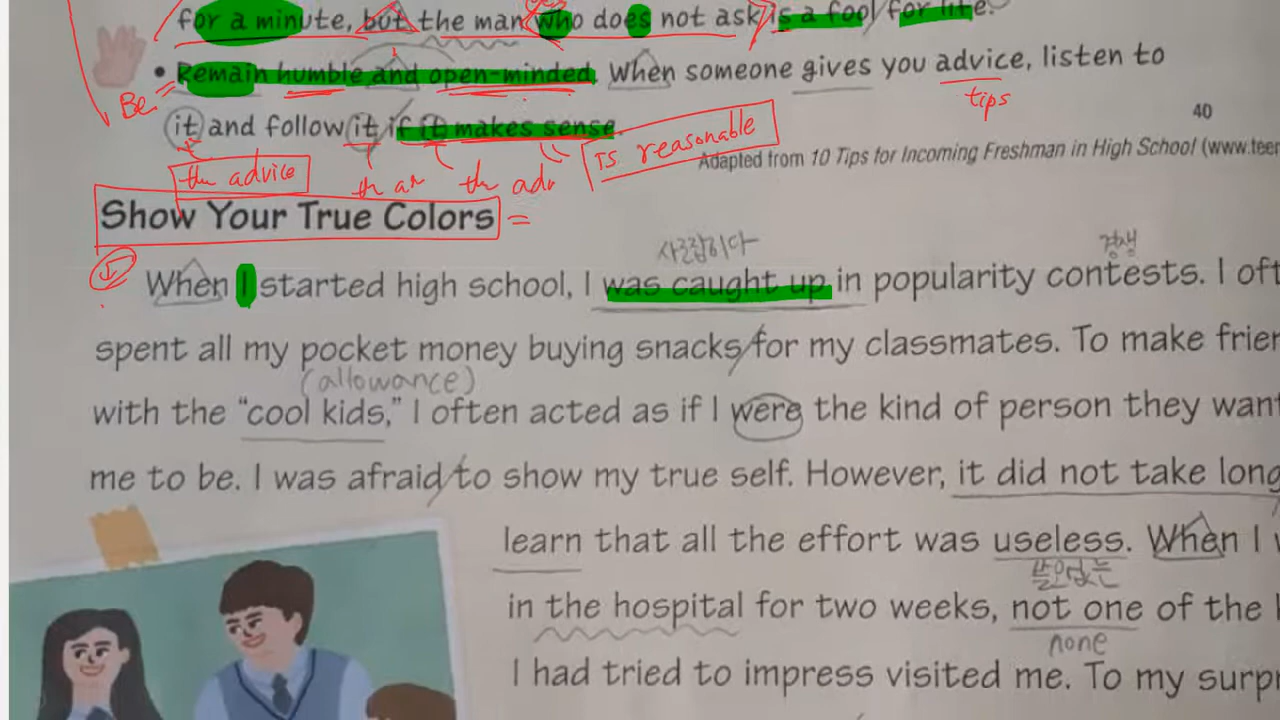 for a minute, but the man who does not ask is a fool for life.
• Remain humble and open-minded. When someone gives you advice, listen to
Be =
tips
40
it and follow it if it makes sense.
is reasonable
Adapted from 10 Tips for Incoming Freshman in High School (www.teen
the advice
the adv
Show Your True Colors =
사로잡히다
경쟁
When I started high school, I was caught up in popularity contests. I oft
spent all my pocket money buying snacks for my classmates. To make frien
(allowance)
with the “cool kids,” I often acted as if I were the kind of person they want
me to be. I was afraid to show my true self. However, it did not take long
learn that all the effort was useless. When I
쓸모없는
in the hospital for two weeks, not one of the
none
I had tried to impress visited me. To my surpr